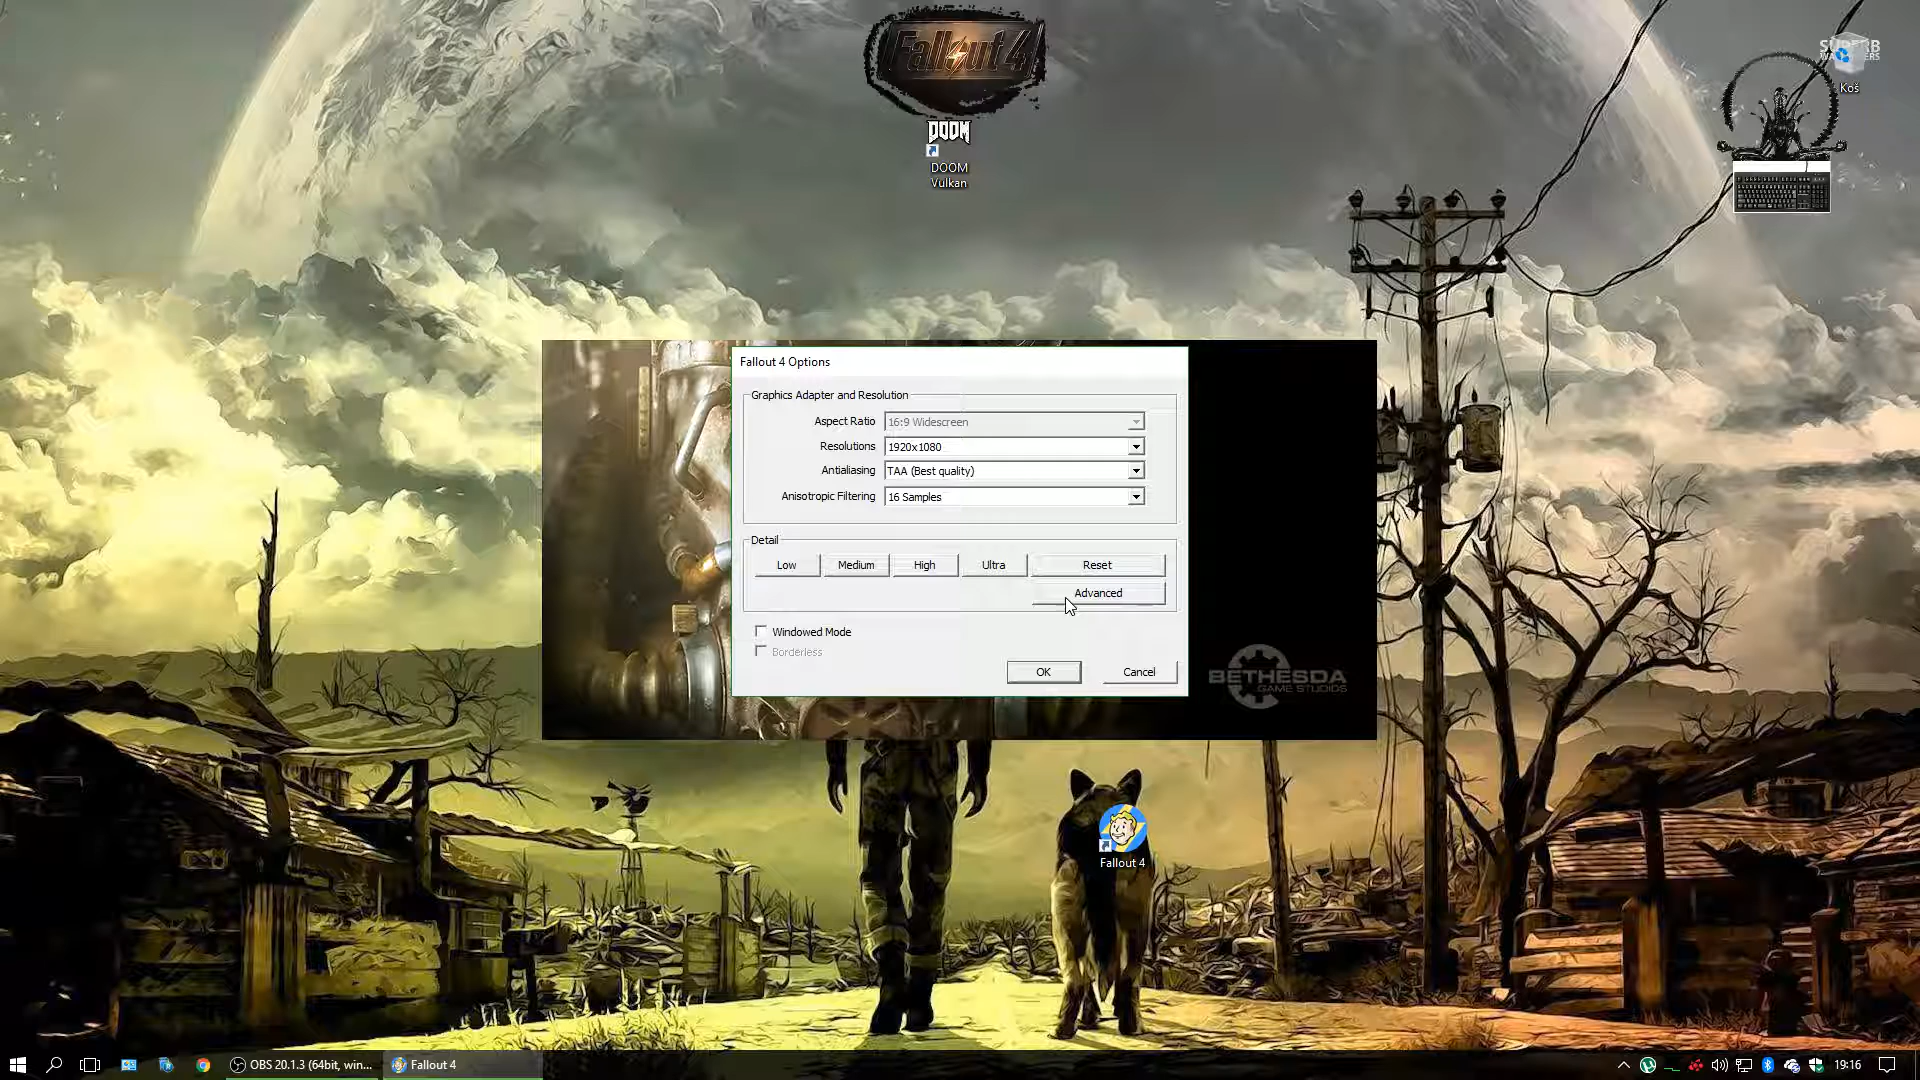 Fallout 4
SUPERB
WALLPAPERS
Koš
DOOM
DOOM
Vulkan
Fallout 4 Options
Graphics Adapter and Resolution
Aspect Ratio 16:9 Widescreen
Resolutions 1920x1080
Antialiasing TAA (Best quality)
Anisotropic Filtering 16 Samples
Detail
Low Medium High Ultra Reset
Advanced
Windowed Mode
Borderless
OK Cancel
BETHESDA
GAME STUDIOS
Fallout 4
OBS 20.1.3 (64bit, win... Fallout 4 19:16